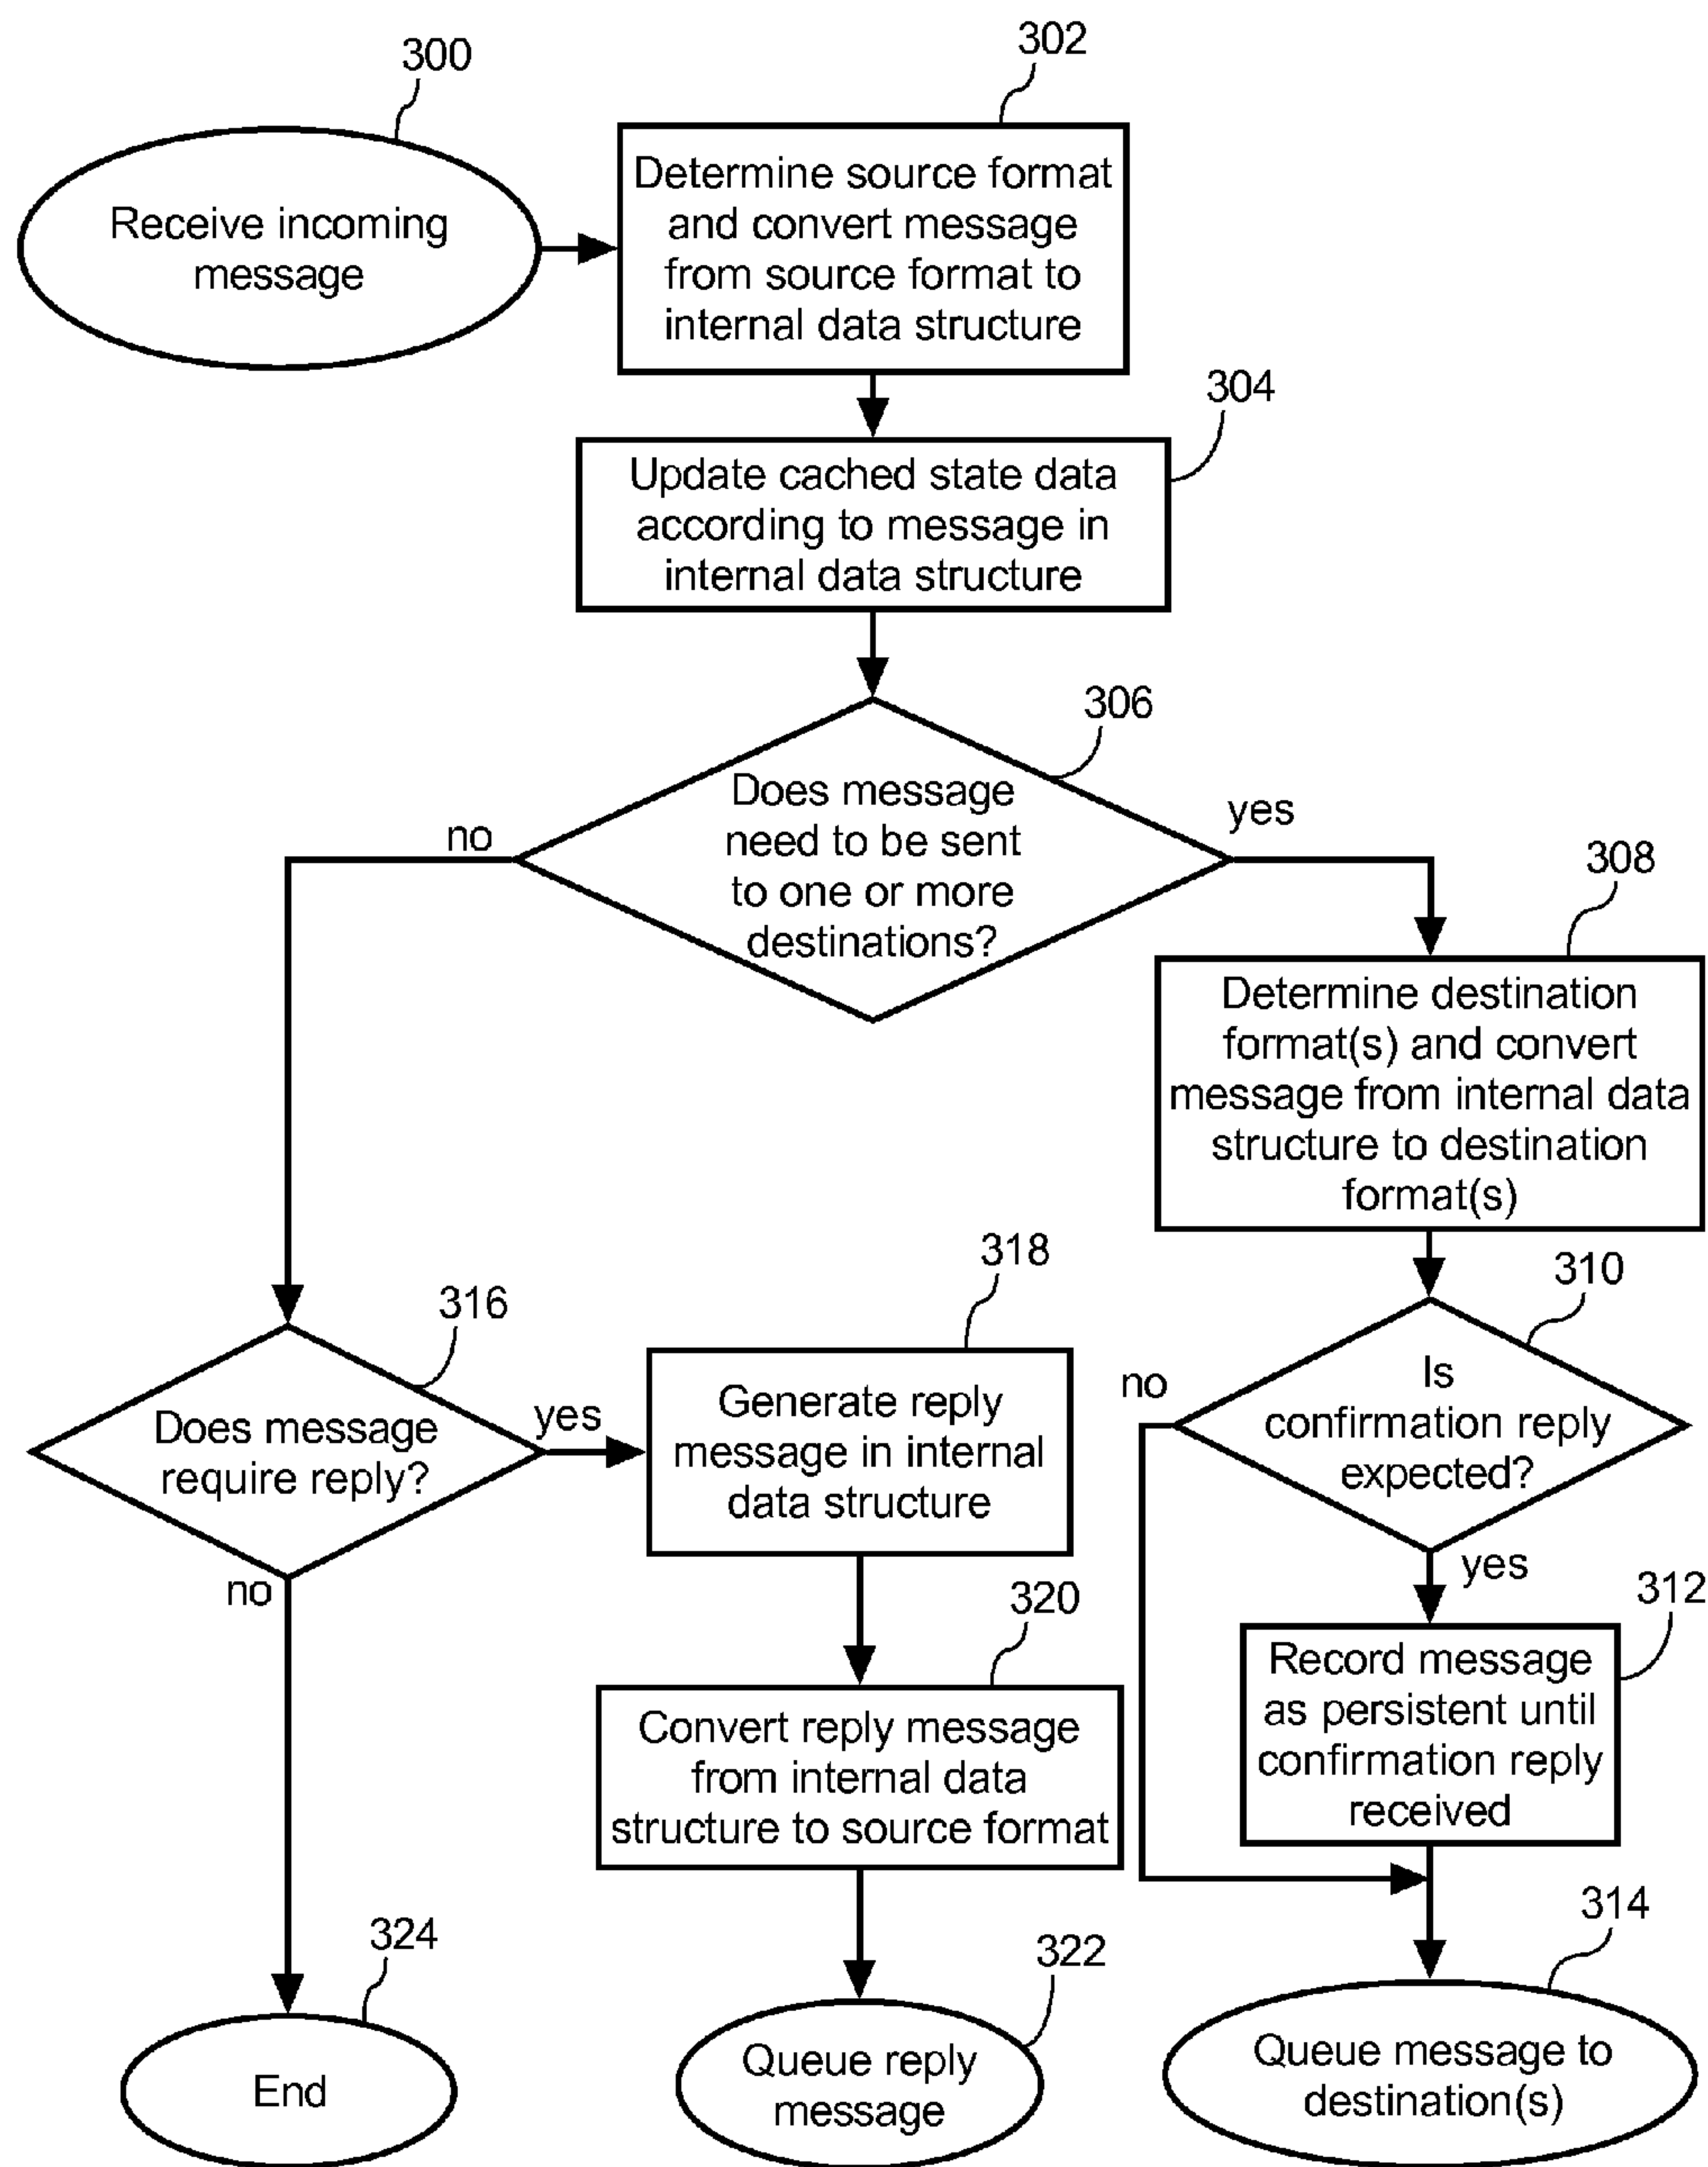 300
Receive incoming
message
302
Determine source format
and convert message
from source format to
internal data structure
304
Update cached state data
according to message in
internal data structure
306
Does message
need to be sent
to one or more
destinations?
no
yes
308
Determine destination
format(s) and convert
message from internal data
structure to destination
format(s)
310
Is
confirmation reply
expected?
no
yes
312
Record message
as persistent until
confirmation reply
received
314
Queue message to
destination(s)
316
Does message
require reply?
yes
no
318
Generate reply
message in internal
data structure
320
Convert reply message
from internal data
structure to source format
322
Queue reply
message
324
End